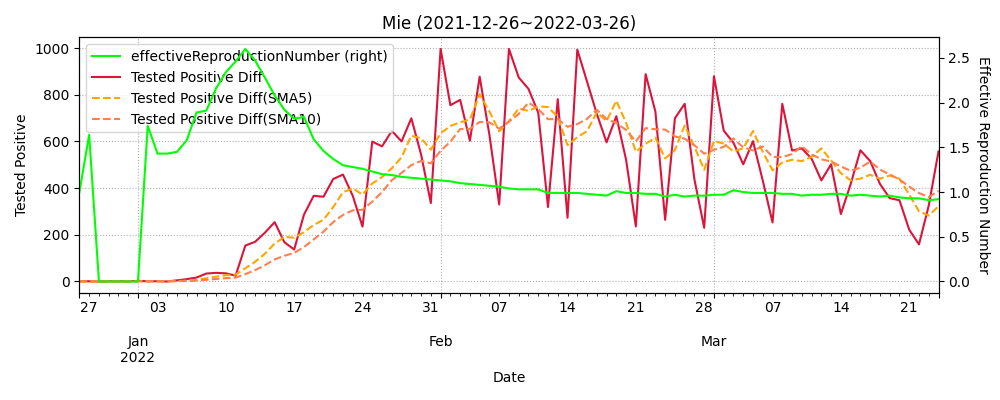 Mie (2021-12-26~2022-03-26)
effectiveReproductionNumber (right)
Tested Positive Diff
Tested Positive Diff(SMA5)
Tested Positive Diff(SMA10)
Tested Positive
1000
800
600
400
200
0
Effective Reproduction Number
2.5
2.0
1.5
1.0
0.5
0.0
27 03 10 17 24 31 07 14 21 28 07 14 21
Jan Feb Mar
2022
Date